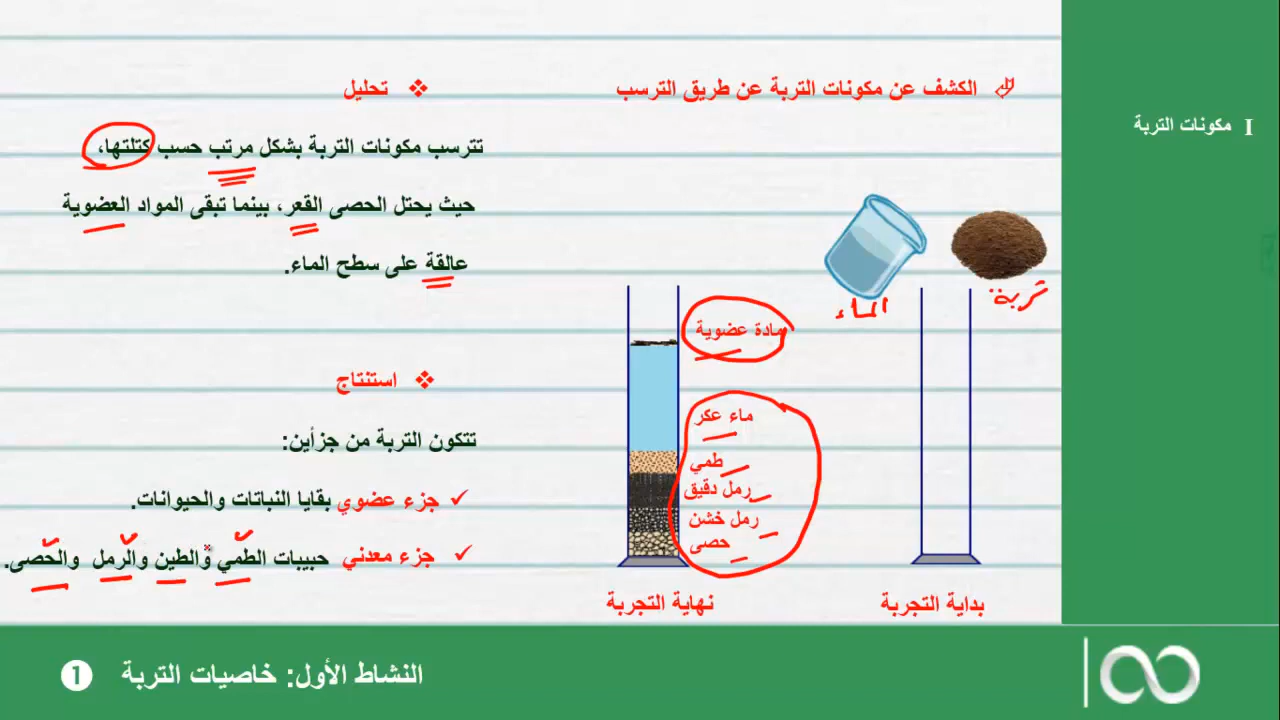 I مكونات التربة
الكشف عن مكونات التربة عن طريق الترسب
تربة
الماء
مادة عضوية
ماء عكر
طمي
رمل دقيق
رمل خشن
حصى
بداية التجربة
نهاية التجربة
تحليل
تترسب مكونات التربة بشكل مرتب حسب كتلتها،
حيث يحتل الحصى القعر، بينما تبقى المواد العضوية
عالقة على سطح الماء.
استنتاج
تتكون التربة من جزأين:
جزء عضوي بقايا النباتات والحيوانات.
جزء معدني حبيبات الطمي والطين والرمل والحصى.
النشاط الأول: خاصيات التربة 1